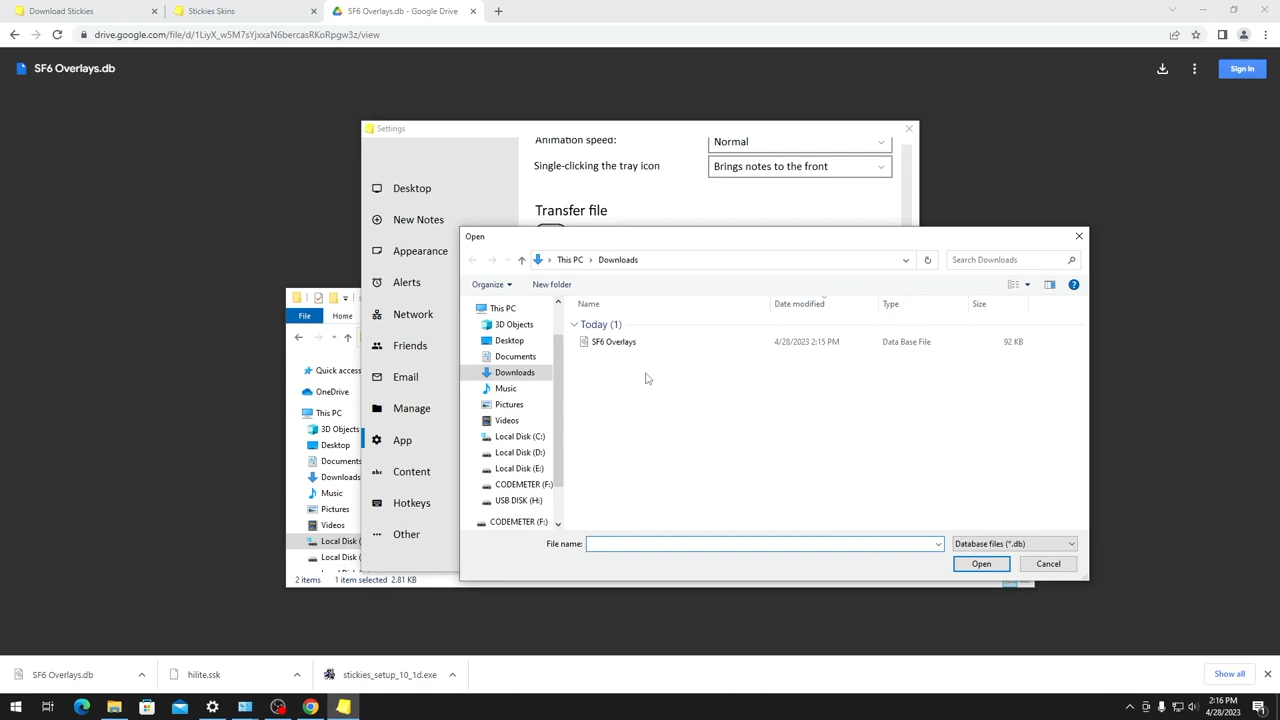 Download Stickies
Stickies Skins
SF6 Overlays.db - Google Drive
drive.google.com/file/d/1LiyX_w5M7sYjxxaN6bercasRKoRpgw3z/view
SF6 Overlays.db
Sign in
Settings
Animation speed:
Normal
Single-clicking the tray icon
Brings notes to the front
Transfer file
Desktop
New Notes
Appearance
Alerts
Network
Friends
Email
Manage
App
Content
Hotkeys
Other
Open
This PC
Downloads
Search Downloads
Organize
New folder
Name
Date modified
Type
Size
Today (1)
SF6 Overlays
4/28/2023 2:15 PM
Data Base File
92 KB
This PC
3D Objects
Desktop
Documents
Downloads
Music
Pictures
Videos
Local Disk (C:)
Local Disk (D:)
Local Disk (E:)
CODEMETER (F:)
USB DISK (H:)
CODEMETER (F:)
File name:
Database files (*.db)
Open
Cancel
File
Home
Quick access
OneDrive
This PC
3D Objects
Desktop
Documents
Downloads
Music
Pictures
Videos
Local Disk (
Local Disk (
2 items
1 item selected 2.81 KB
SF6 Overlays.db
hilite.ssk
stickies_setup_10_1d.exe
Show all
2:16 PM
4/28/2023